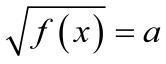 √f(x) = a